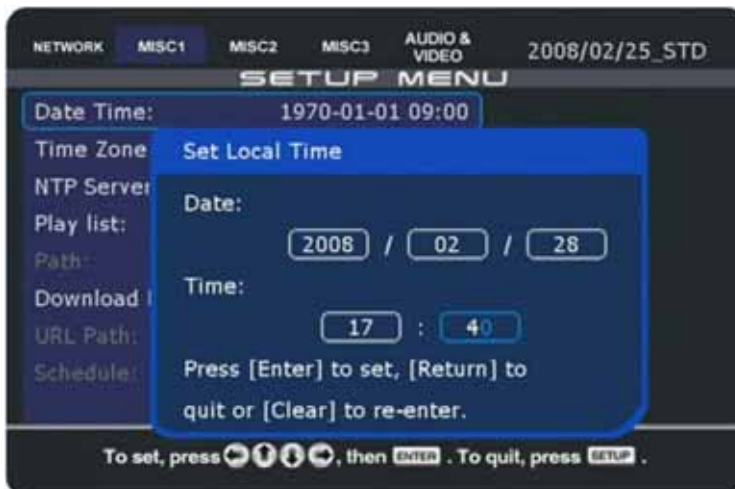 NETWORK MISC1 MISC2 MISC3 AUDIO & VIDEO 2008/02/25_STD
SETUP MENU
Date Time: 1970-01-01 09:00
Time Zone
Set Local Time
NTP Server
Date:
Play list:
2008 / 02 / 28
Path:
Time:
Download
17 : 40
URL Path:
Schedule:
Press [Enter] to set, [Return] to
quit or [Clear] to re-enter.
To set, press , then ENTER . To quit, press SETUP .